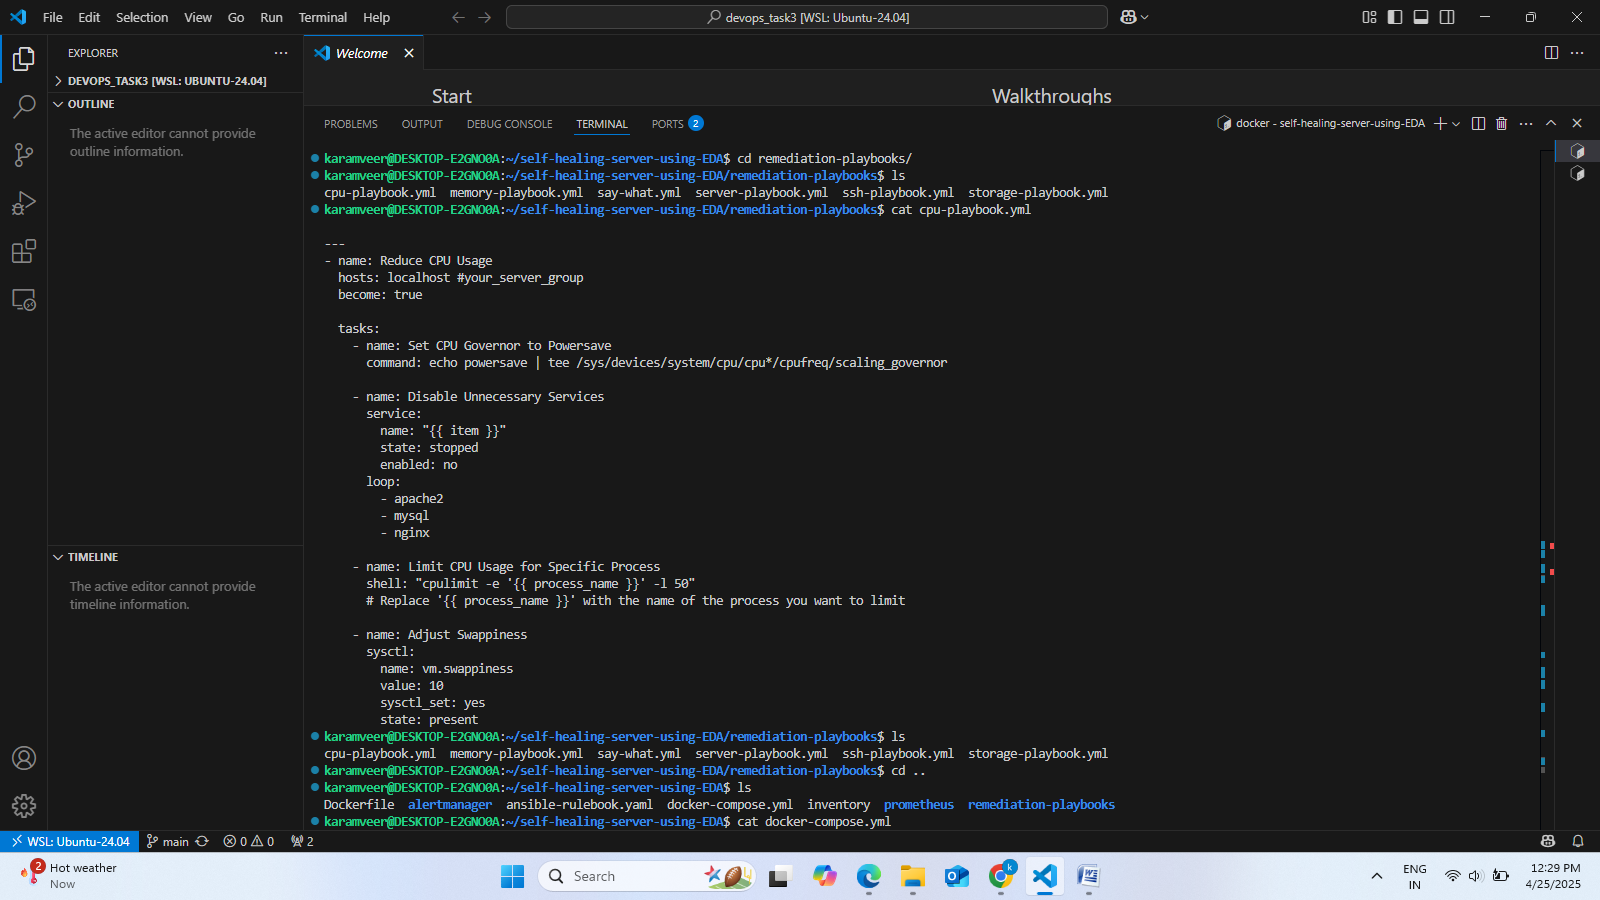 File Edit Selection View Go Run Terminal Help
devops_task3 [WSL: Ubuntu-24.04]
EXPLORER
DEVOPS_TASK3 [WSL: UBUNTU-24.04]
OUTLINE
The active editor cannot provide
outline information.
TIMELINE
The active editor cannot provide
timeline information.
Welcome
Start
Walkthroughs
PROBLEMS OUTPUT DEBUG CONSOLE TERMINAL PORTS 2
docker - self-healing-server-using-EDA
karamveer@DESKTOP-E2GNO0A:~/self-healing-server-using-EDA$ cd remediation-playbooks/
karamveer@DESKTOP-E2GNO0A:~/self-healing-server-using-EDA/remediation-playbooks$ ls
cpu-playbook.yml  memory-playbook.yml  say-what.yml  server-playbook.yml  ssh-playbook.yml  storage-playbook.yml
karamveer@DESKTOP-E2GNO0A:~/self-healing-server-using-EDA/remediation-playbooks$ cat cpu-playbook.yml
---
- name: Reduce CPU Usage
  hosts: localhost #your_server_group
  become: true
  tasks:
    - name: Set CPU Governor to Powersave
      command: echo powersave | tee /sys/devices/system/cpu/cpu*/cpufreq/scaling_governor
    - name: Disable Unnecessary Services
      service:
        name: "{{ item }}"
        state: stopped
        enabled: no
      loop:
        - apache2
        - mysql
        - nginx
    - name: Limit CPU Usage for Specific Process
      shell: "cpulimit -e '{{ process_name }}' -l 50"
      # Replace '{{ process_name }}' with the name of the process you want to limit
    - name: Adjust Swappiness
      sysctl:
        name: vm.swappiness
        value: 10
        sysctl_set: yes
        state: present
karamveer@DESKTOP-E2GNO0A:~/self-healing-server-using-EDA/remediation-playbooks$ ls
cpu-playbook.yml  memory-playbook.yml  say-what.yml  server-playbook.yml  ssh-playbook.yml  storage-playbook.yml
karamveer@DESKTOP-E2GNO0A:~/self-healing-server-using-EDA/remediation-playbooks$ cd ..
karamveer@DESKTOP-E2GNO0A:~/self-healing-server-using-EDA$ ls
Dockerfile  alertmanager  ansible-rulebook.yaml  docker-compose.yml  inventory  prometheus  remediation-playbooks
karamveer@DESKTOP-E2GNO0A:~/self-healing-server-using-EDA$ cat docker-compose.yml
WSL: Ubuntu-24.04 main 0 0 2
2
Hot weather
Now
Search
k
ENG
IN
12:29 PM
4/25/2025